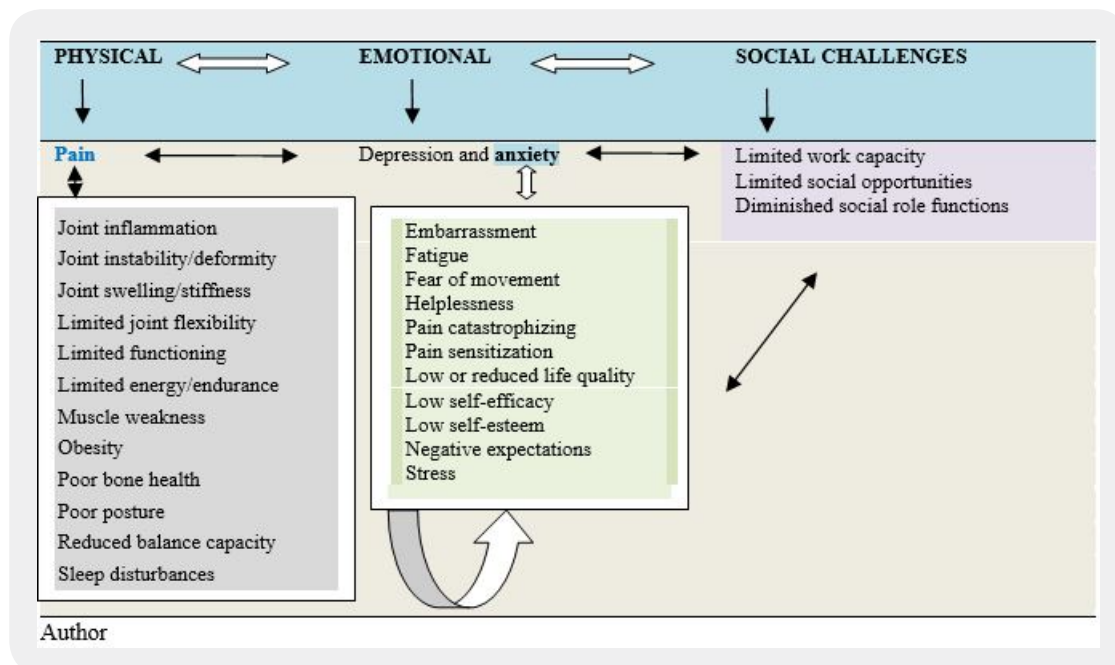 PHYSICAL
EMOTIONAL
SOCIAL CHALLENGES
Pain
Depression and anxiety
Limited work capacity
Limited social opportunities
Diminished social role functions
Joint inflammation
Joint instability/deformity
Joint swelling/stiffness
Limited joint flexibility
Limited functioning
Limited energy/endurance
Muscle weakness
Obesity
Poor bone health
Poor posture
Reduced balance capacity
Sleep disturbances
Embarrassment
Fatigue
Fear of movement
Helplessness
Pain catastrophizing
Pain sensitization
Low or reduced life quality
Low self-efficacy
Low self-esteem
Negative expectations
Stress
Author